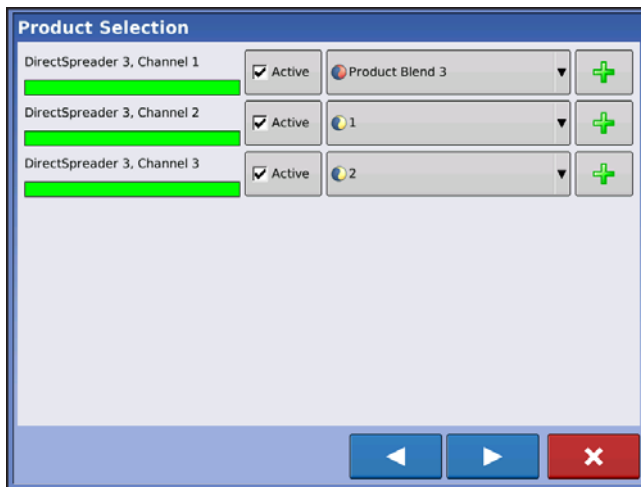 Product Selection
DirectSpreader 3, Channel 1
Active
Product Blend 3
DirectSpreader 3, Channel 2
Active
1
DirectSpreader 3, Channel 3
Active
2